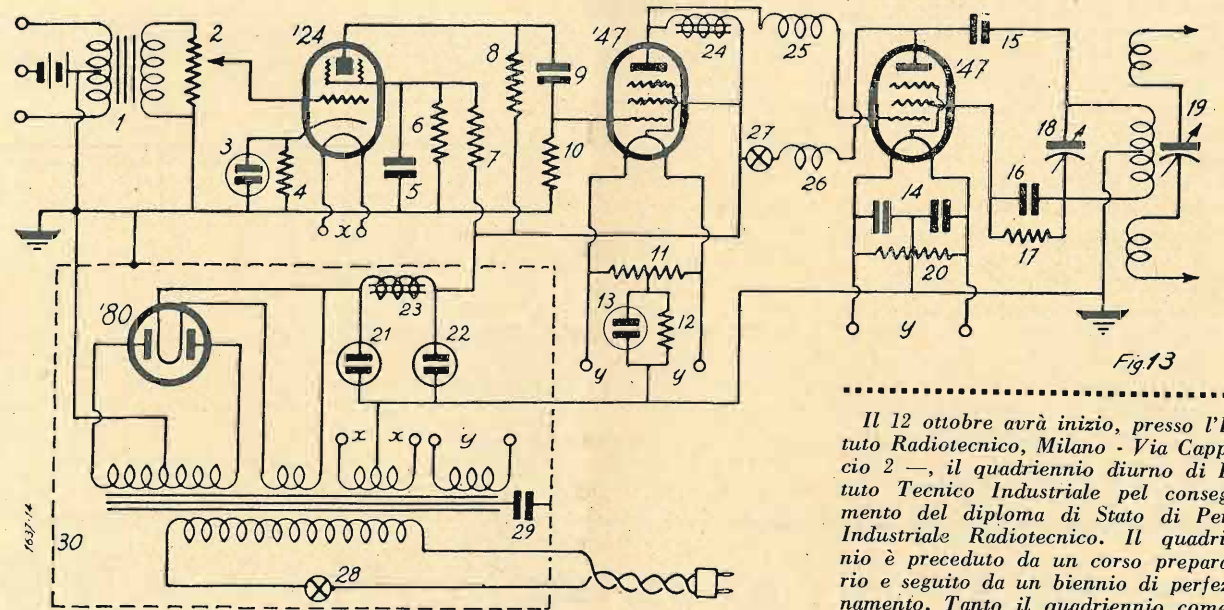 '24 '47 '47
1 2 3 4 5 6 7 8 9 10
24 25 26 27
15 18 A 19 16 17 14 20
x
11 13 12
y y y
Fig.13
'80 23 21 22
x x y
29
30 28
1637-14
Il 12 ottobre avrà inizio, presso l'I
tuto Radiotecnico, Milano - Via Capp
cio 2 —, il quadriennio diurno di I
tuto Tecnico Industriale pel conseg
mento del diploma di Stato di Per
Industriale Radiotecnico. Il quadri
nio è preceduto da un corso prepara
rio e seguito da un biennio di perfez
namento. Tanto il quadriennio come